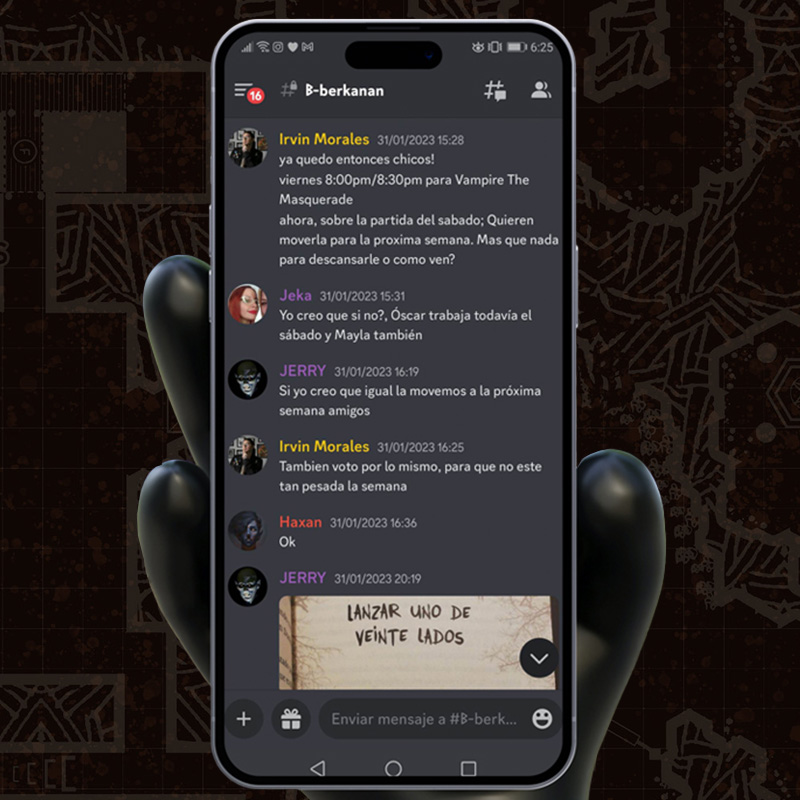 6:25
16
B-berkanan
Irvin Morales 31/01/2023 15:28
ya quedo entonces chicos!
viernes 8:00pm/8:30pm para Vampire The
Masquerade
ahora, sobre la partida del sabado; Quieren
moverla para la proxima semana. Mas que nada
para descansarle o como ven?
Jeka 31/01/2023 15:31
Yo creo que si no?, Óscar trabaja todavía el
sábado y Mayla también
JERRY 31/01/2023 16:19
Si yo creo que igual la movemos a la próxima
semana amigos
Irvin Morales 31/01/2023 16:25
Tambien voto por lo mismo, para que no este
tan pesada la semana
Haxan 31/01/2023 16:36
Ok
JERRY 31/01/2023 20:19
LANZAR UNO DE
VEINTE LADOS
Enviar mensaje a #B-berk...